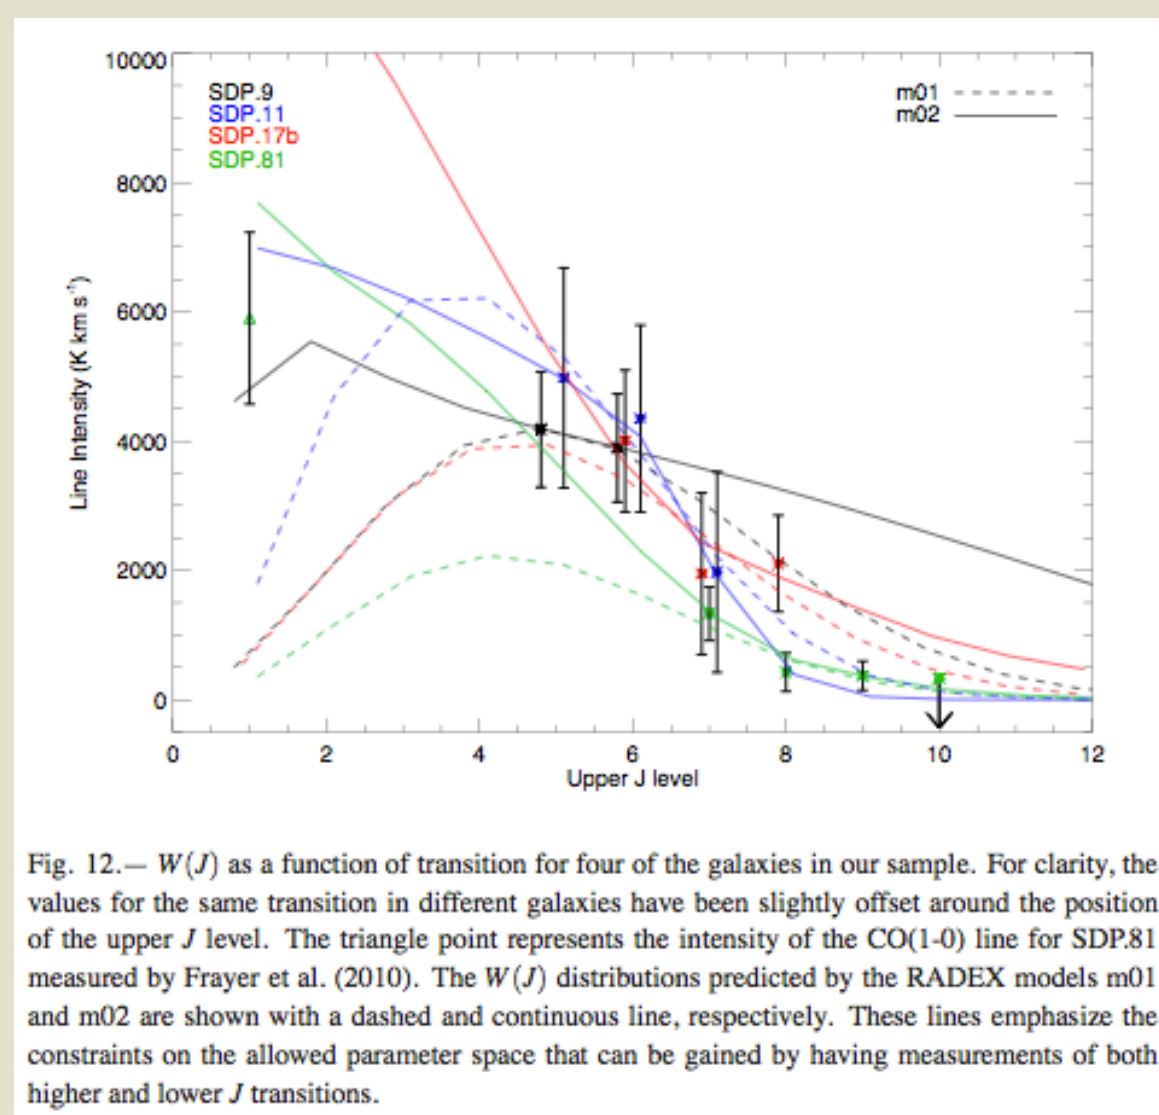 10000
8000
6000
4000
2000
0
Line Intensity (K km s⁻¹)
SDP.9
SDP.11
SDP.17b
SDP.81
m01
m02
0 2 4 6 8 10 12
Upper J level
Fig. 12.— W(J) as a function of transition for four of the galaxies in our sample. For clarity, the
values for the same transition in different galaxies have been slightly offset around the position
of the upper J level. The triangle point represents the intensity of the CO(1-0) line for SDP.81
measured by Frayer et al. (2010). The W(J) distributions predicted by the RADEX models m01
and m02 are shown with a dashed and continuous line, respectively. These lines emphasize the
constraints on the allowed parameter space that can be gained by having measurements of both
higher and lower J transitions.